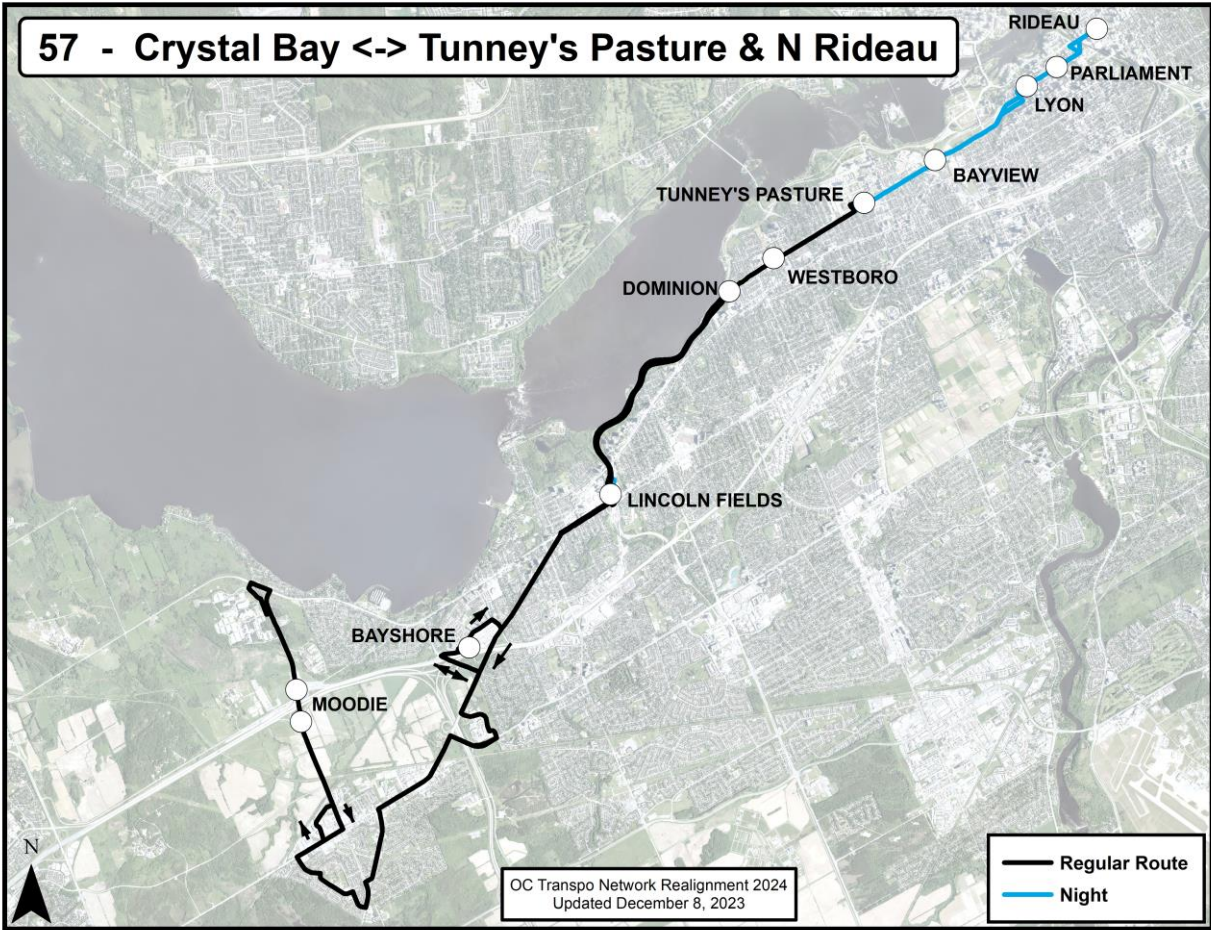 57 - Crystal Bay <-> Tunney's Pasture & N Rideau
RIDEAU
PARLIAMENT
LYON
BAYVIEW
TUNNEY'S PASTURE
WESTBORO
DOMINION
LINCOLN FIELDS
BAYSHORE
MOODIE
N
OC Transpo Network Realignment 2024
Updated December 8, 2023
Regular Route
Night